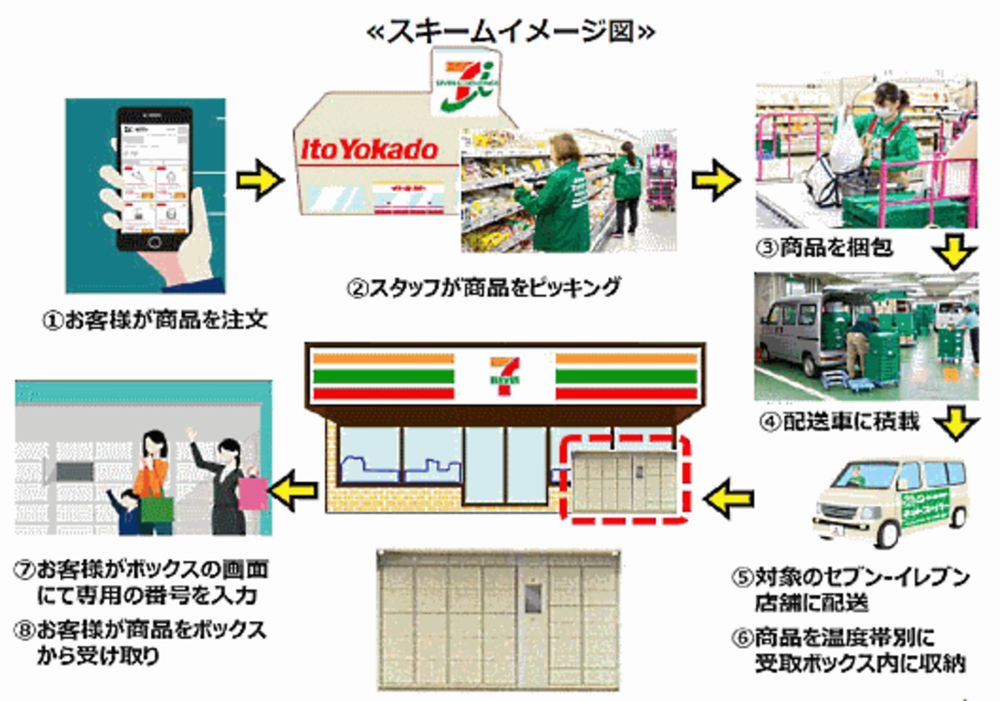 ≪スキームイメージ図≫
SEVEN & i HOLDINGS
Ito Yokado
①お客様が商品を注文
②スタッフが商品をピッキング
③商品を梱包
④配送車に積載
⑤対象のセブン-イレブン
店舗に配送
⑥商品を温度帯別に
受取ボックス内に収納
7
ELEVEN
⑦お客様がボックスの画面
にて専用の番号を入力
⑧お客様が商品をボックス
から受け取り